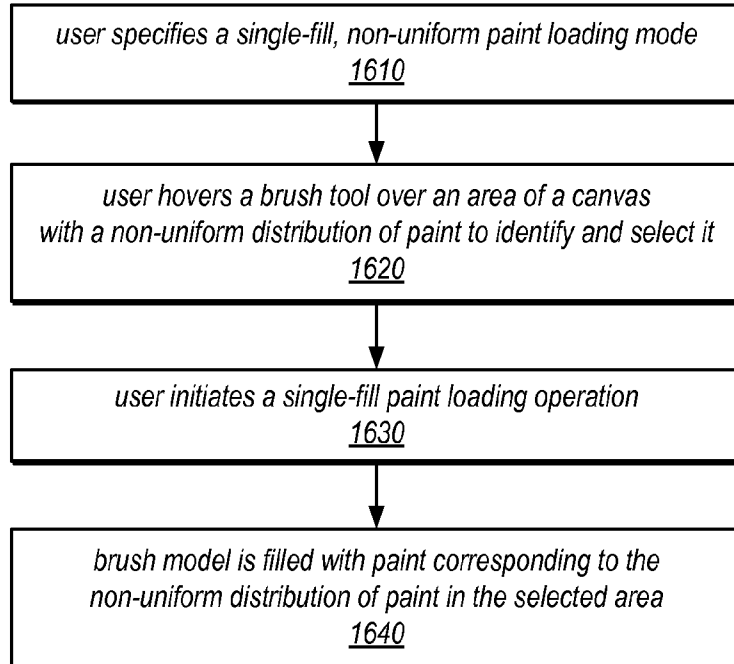 user specifies a single-fill, non-uniform paint loading mode
1610
user hovers a brush tool over an area of a canvas
with a non-uniform distribution of paint to identify and select it
1620
user initiates a single-fill paint loading operation
1630
brush model is filled with paint corresponding to the
non-uniform distribution of paint in the selected area
1640